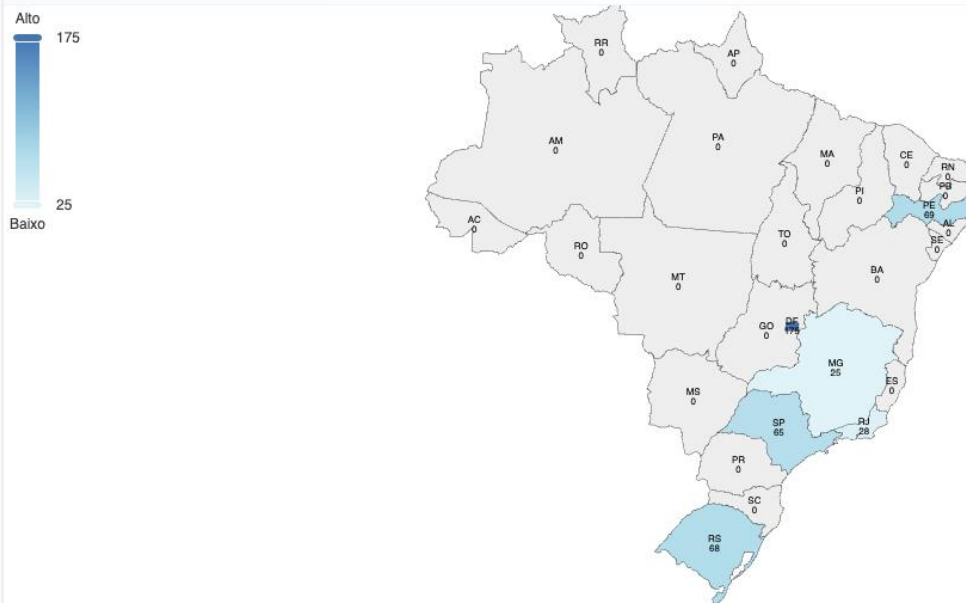 Alto
175
25
Baixo
RR
0
AP
0
AM
0
PA
0
MA
0
CE
0
RN
0
PB
0
PI
0
PE
69
AL
0
SE
0
AC
0
TO
0
RO
0
BA
0
MT
0
GO
0
DF
175
MG
25
ES
0
MS
0
SP
65
RJ
28
PR
0
SC
0
RS
68